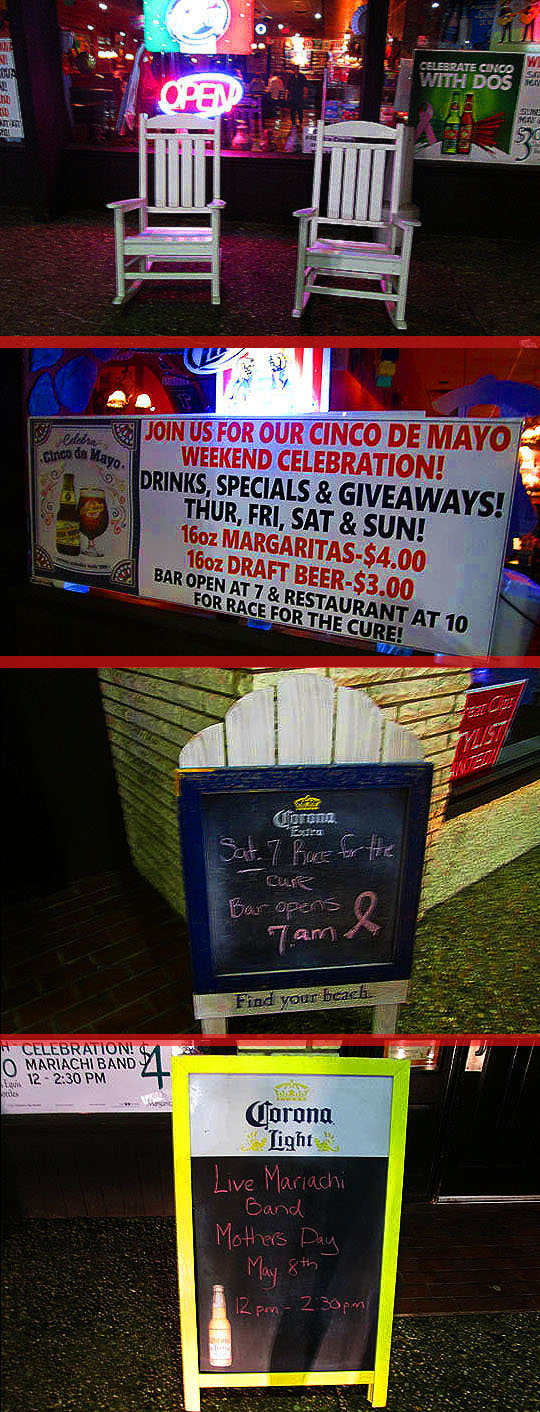 OPEN
CELEBRATE CINCO
WITH DOS
Celebra
Cinco de Mayo
JOIN US FOR OUR CINCO DE MAYO
WEEKEND CELEBRATION!
DRINKS, SPECIALS & GIVEAWAYS!
THUR, FRI, SAT & SUN!
16oz MARGARITAS-$4.00
16oz DRAFT BEER-$3.00
BAR OPEN AT 7 & RESTAURANT AT 10
FOR RACE FOR THE CURE!
Corona
Extra
Sat. 7 Race for the
cure
Bar opens
7am
Find your beach.
CELEBRATION! $4
MARIACHI BAND
12 - 2:30 PM
Corona
Light
Live Mariachi
Band
Mothers Day
May 8th
12 pm - 2:30pm